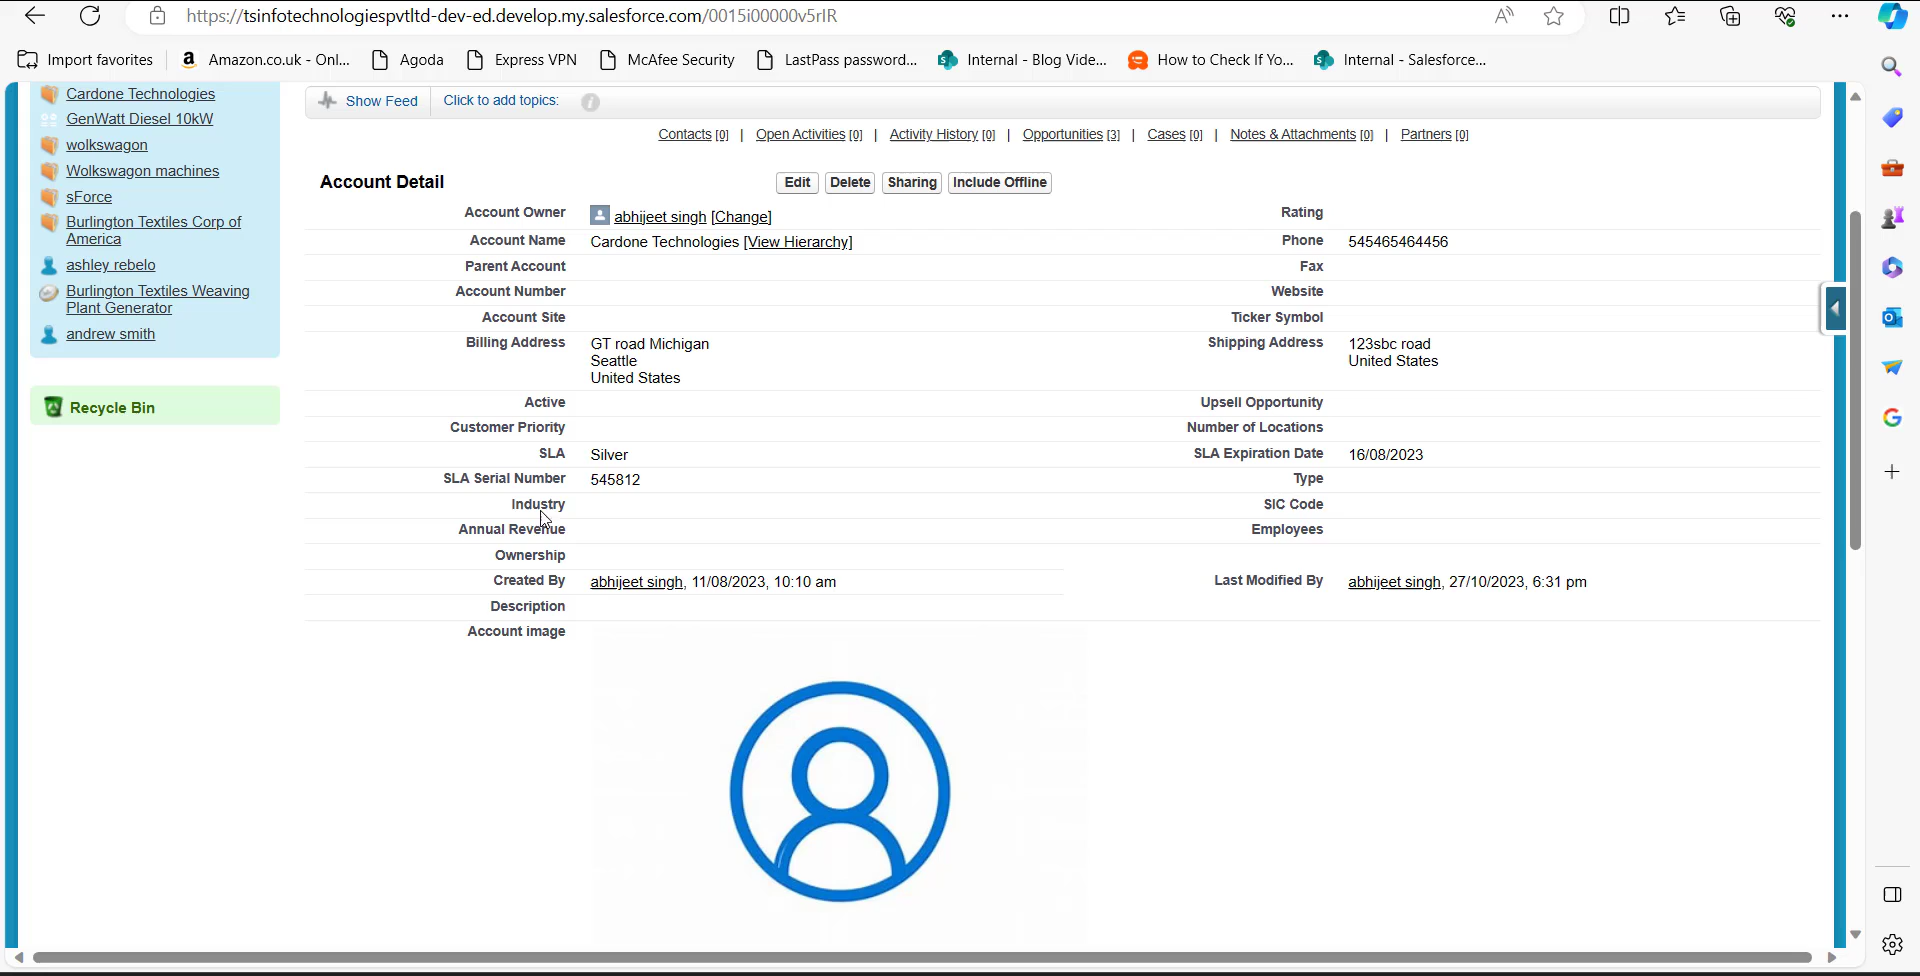 https://tsinfotechnologiespvtltd-dev-ed.develop.my.salesforce.com/0015i00000v5rIR
Import favorites
Amazon.co.uk - Onl...
Agoda
Express VPN
McAfee Security
LastPass password...
Internal - Blog Vide...
How to Check If Yo...
Internal - Salesforce...
Cardone Technologies
GenWatt Diesel 10kW
wolkswagon
Wolkswagon machines
sForce
Burlington Textiles Corp of
America
ashley rebelo
Burlington Textiles Weaving
Plant Generator
andrew smith
Recycle Bin
Show Feed
Click to add topics:
Contacts [0] | Open Activities [0] | Activity History [0] | Opportunities [3] | Cases [0] | Notes & Attachments [0] | Partners [0]
Account Detail
Edit Delete Sharing Include Offline
Account Owner abhijeet singh [Change]
Rating
Account Name Cardone Technologies [View Hierarchy]
Phone 545465464456
Parent Account
Fax
Account Number
Website
Account Site
Ticker Symbol
Billing Address GT road Michigan
Seattle
United States
Shipping Address 123sbc road
United States
Active
Upsell Opportunity
Customer Priority
Number of Locations
SLA Silver
SLA Expiration Date 16/08/2023
SLA Serial Number 545812
Type
Industry
SIC Code
Annual Revenue
Employees
Ownership
Created By abhijeet singh, 11/08/2023, 10:10 am
Last Modified By abhijeet singh, 27/10/2023, 6:31 pm
Description
Account image